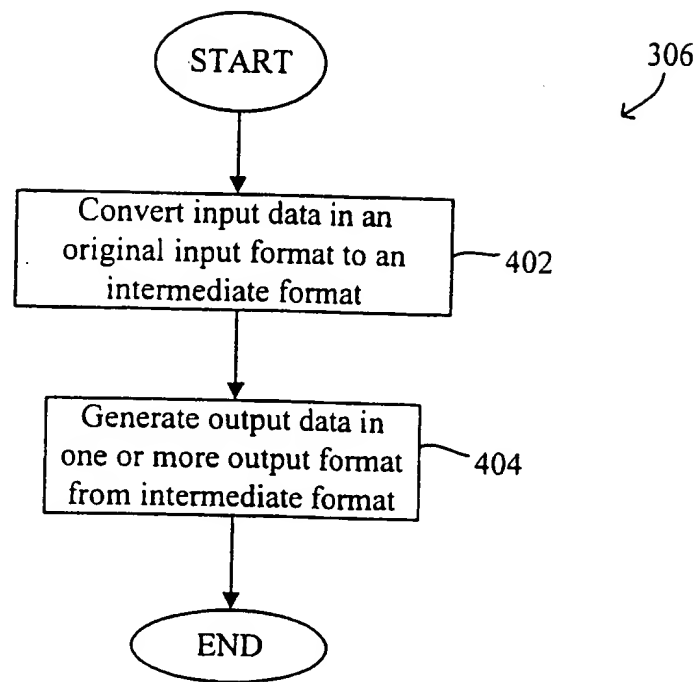 START
306
Convert input data in an
original input format to an
intermediate format
402
Generate output data in
one or more output format
from intermediate format
404
END